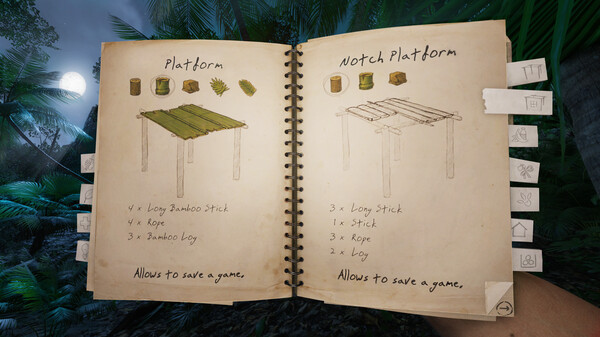 Platform
4 x Long Bamboo Stick
4 x Rope
3 x Bamboo Log
Allows to save a game.
Notch Platform
3 x Long Stick
1 x Stick
3 x Rope
2 x Log
Allows to save a game.